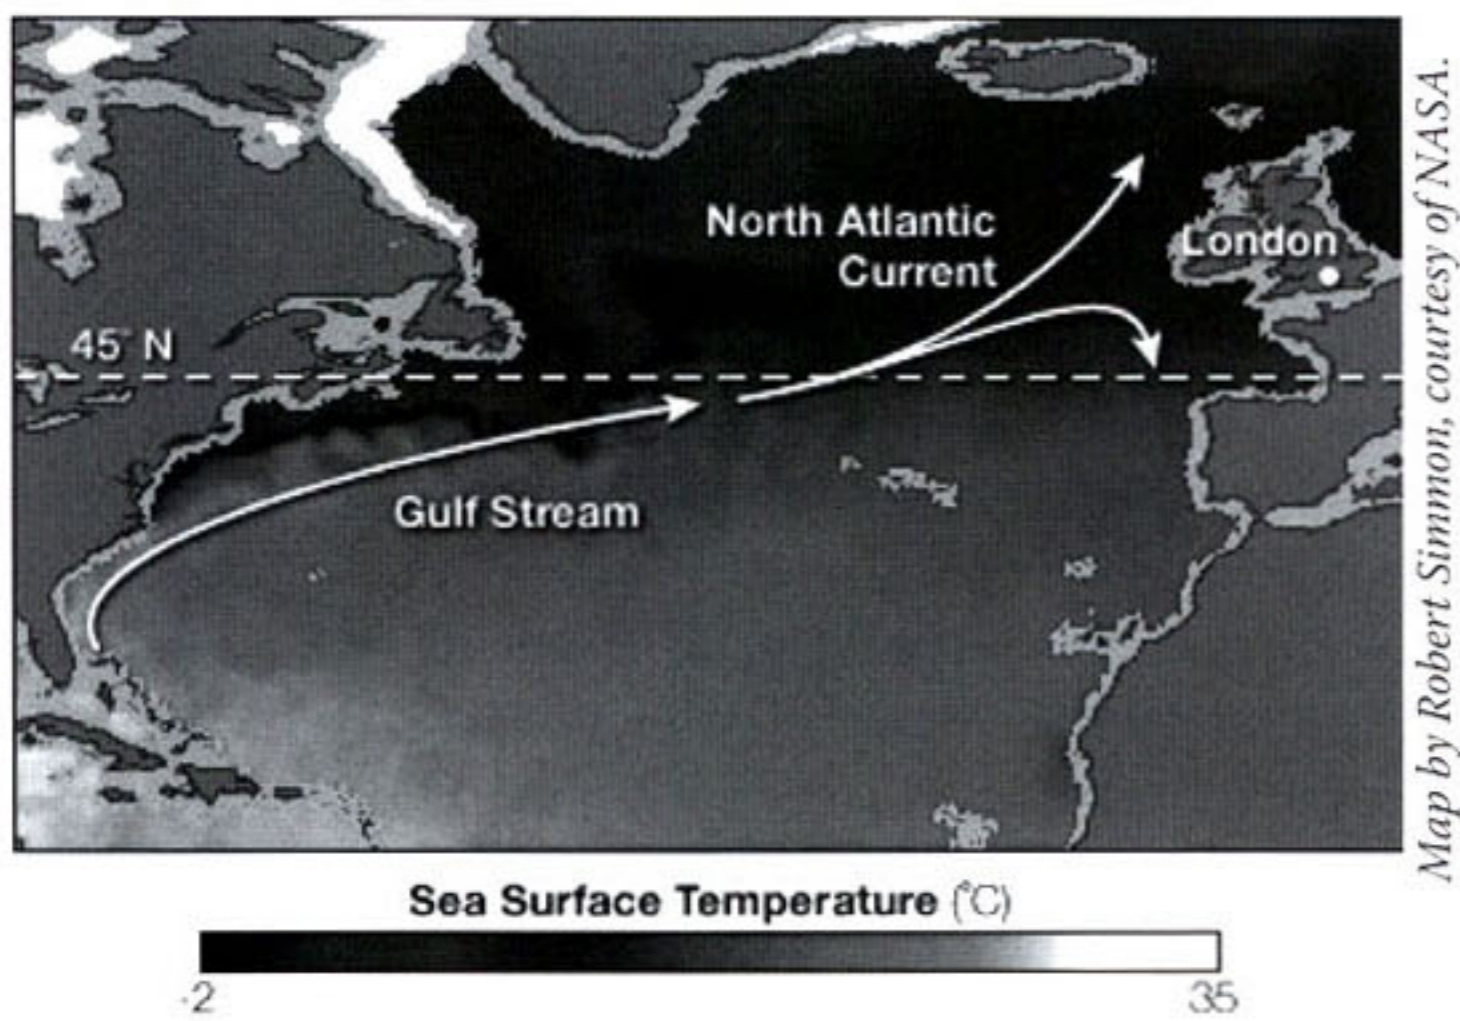 North Atlantic
Current
London
45° N
Gulf Stream
Sea Surface Temperature (°C)
-2
35
Map by Robert Simmon, courtesy of NASA.